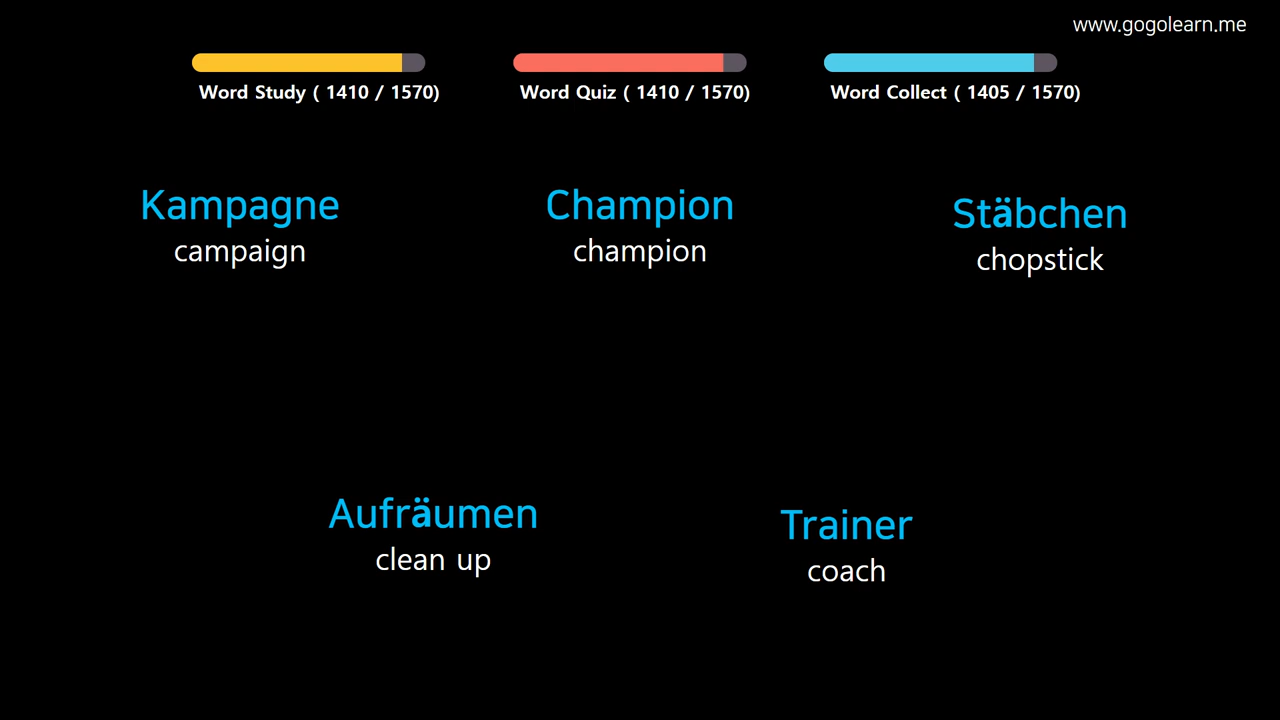 www.gogolearn.me
Word Study ( 1410 / 1570)
Word Quiz ( 1410 / 1570)
Word Collect ( 1405 / 1570)
Kampagne
campaign
Champion
champion
Stäbchen
chopstick
Aufräumen
clean up
Trainer
coach